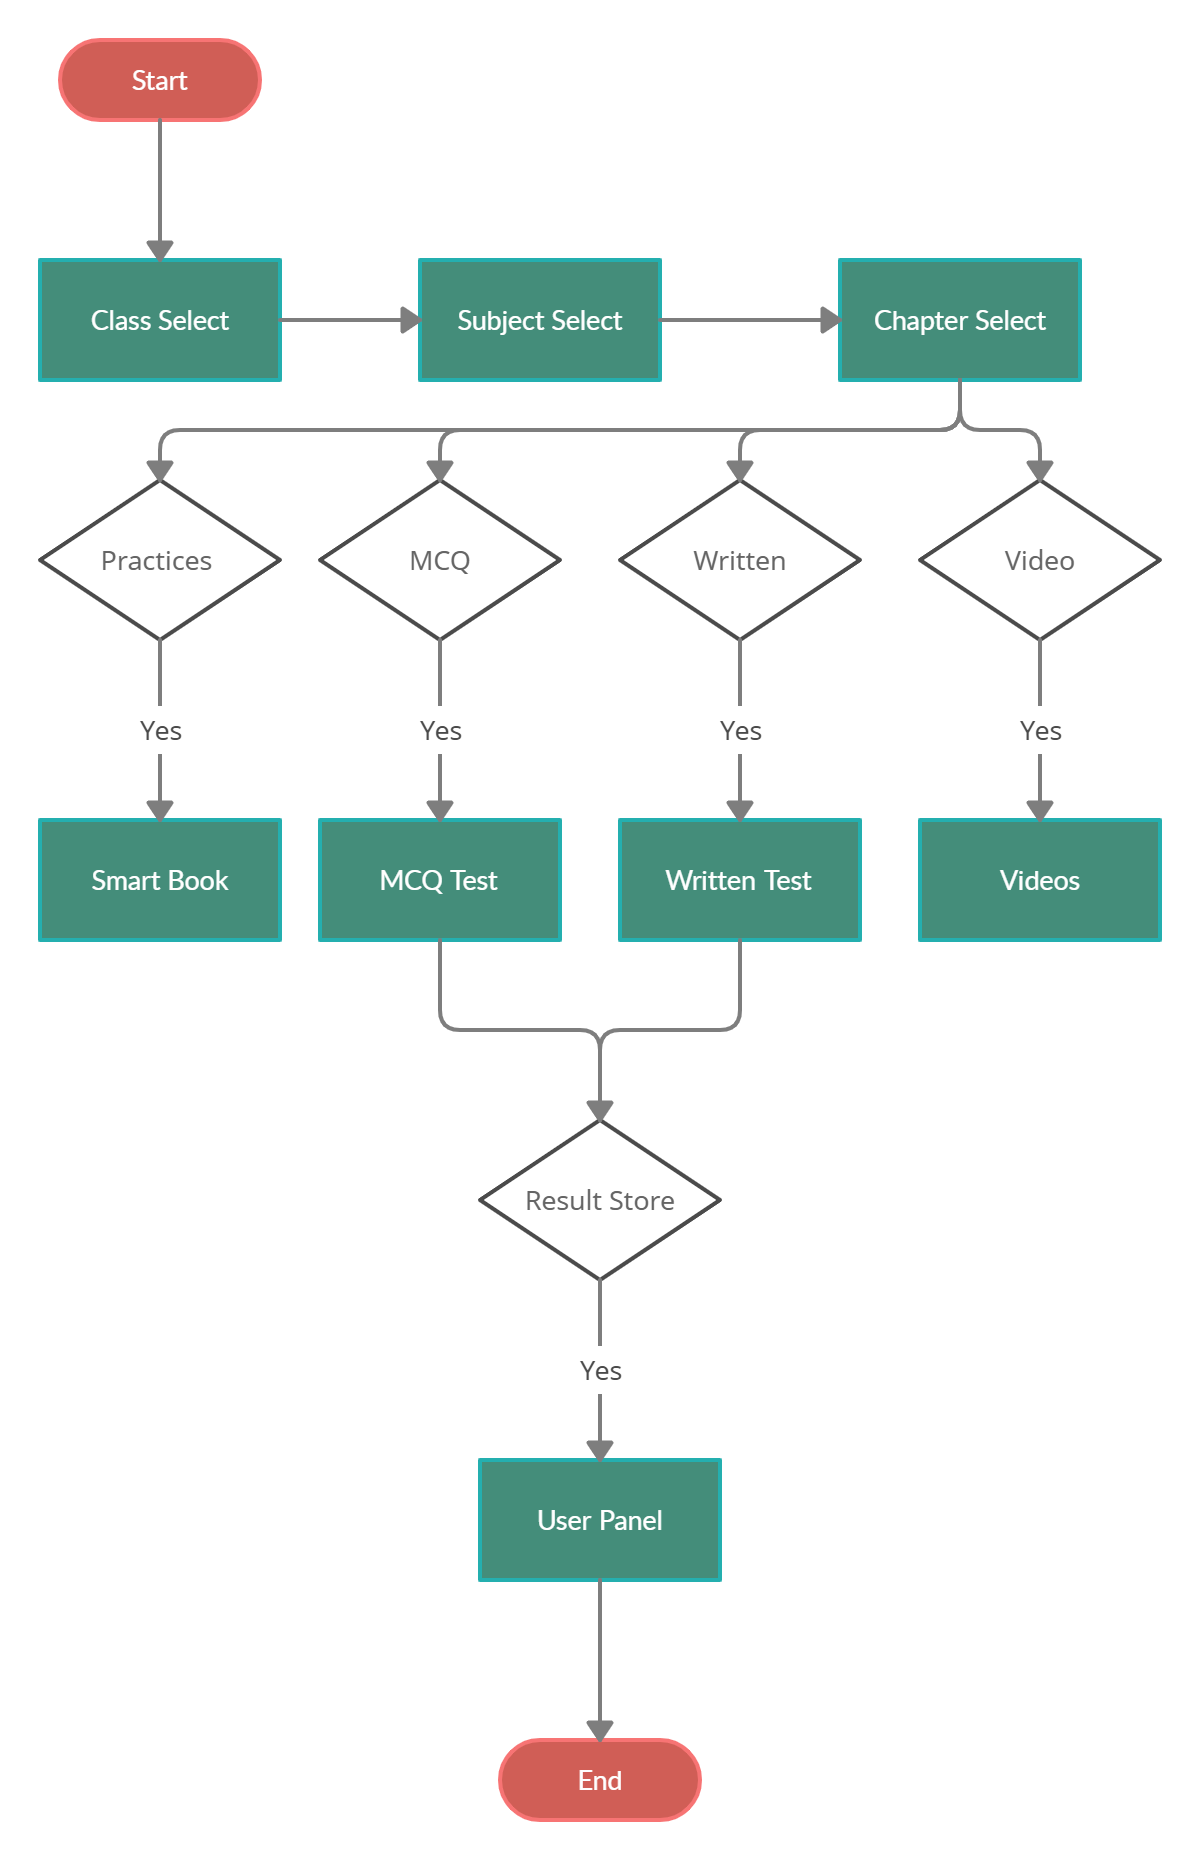 Start
Class Select
Subject Select
Chapter Select
Practices
MCQ
Written
Video
Yes
Yes
Yes
Yes
Smart Book
MCQ Test
Written Test
Videos
Result Store
Yes
User Panel
End